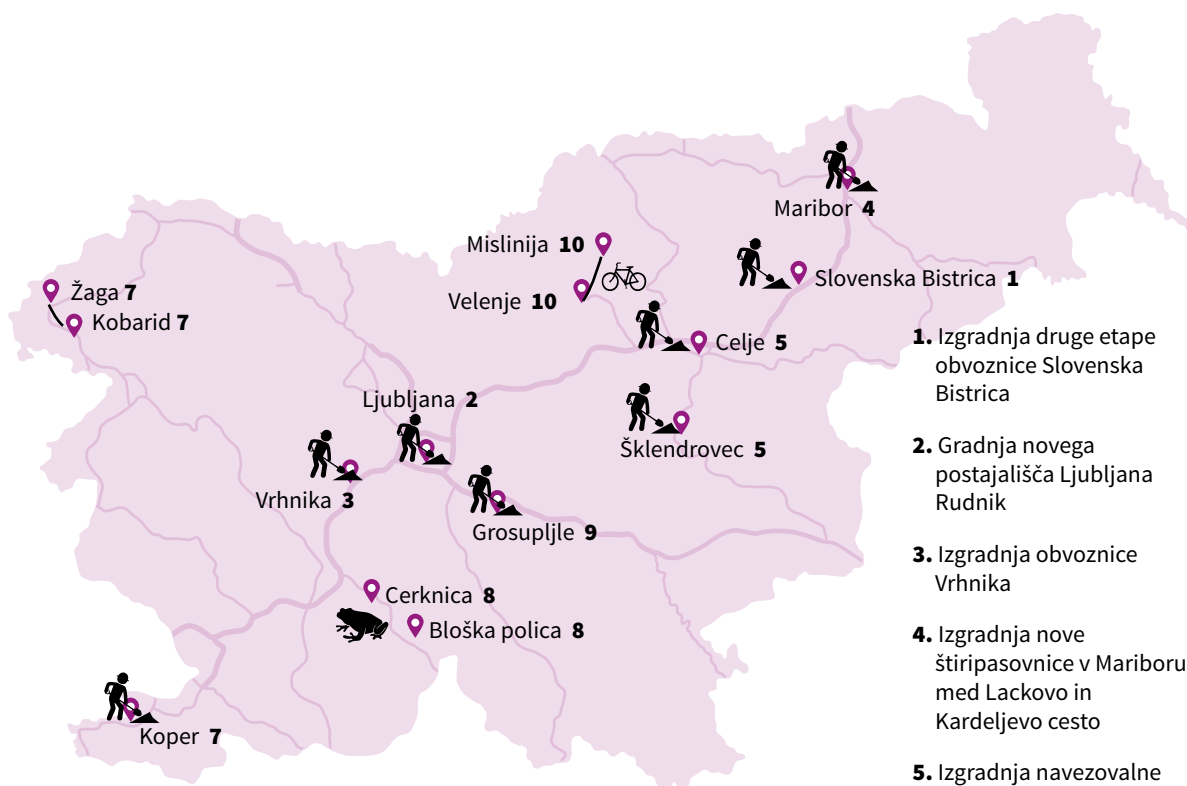 Maribor 4
Mislinija 10
Slovenska Bistrica 1
Velenje 10
Žaga 7
Kobarid 7
Celje 5
Ljubljana 2
Šklendrovec 5
Vrhnika 3
Grosupljle 9
Cerknica 8
Bloška polica 8
Koper 7
1. Izgradnja druge etape
obvoznice Slovenska
Bistrica
2. Gradnja novega
postajališča Ljubljana
Rudnik
3. Izgradnja obvoznice
Vrhnika
4. Izgradnja nove
štiripasovnice v Mariboru
med Lackovo in
Kardeljevo cesto
5. Izgradnja navezovalne